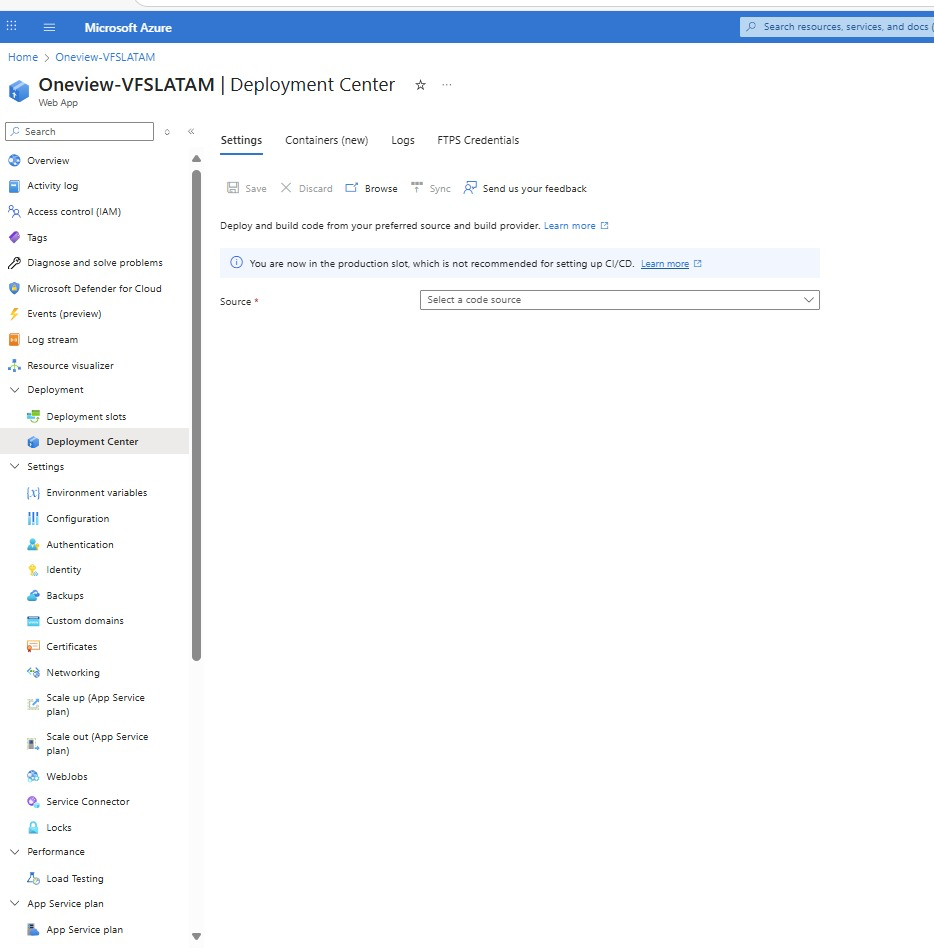 Microsoft Azure
Search resources, services, and docs (
Home > Oneview-VFSLATAM
Oneview-VFSLATAM | Deployment Center
Web App
Search
Overview
Activity log
Access control (IAM)
Tags
Diagnose and solve problems
Microsoft Defender for Cloud
Events (preview)
Log stream
Resource visualizer
Deployment
Deployment slots
Deployment Center
Settings
Environment variables
Configuration
Authentication
Identity
Backups
Custom domains
Certificates
Networking
Scale up (App Service
plan)
Scale out (App Service
plan)
WebJobs
Service Connector
Locks
Performance
Load Testing
App Service plan
App Service plan
Settings Containers (new) Logs FTPS Credentials
Save Discard Browse Sync Send us your feedback
Deploy and build code from your preferred source and build provider. Learn more
You are now in the production slot, which is not recommended for setting up CI/CD. Learn more
Source * Select a code source